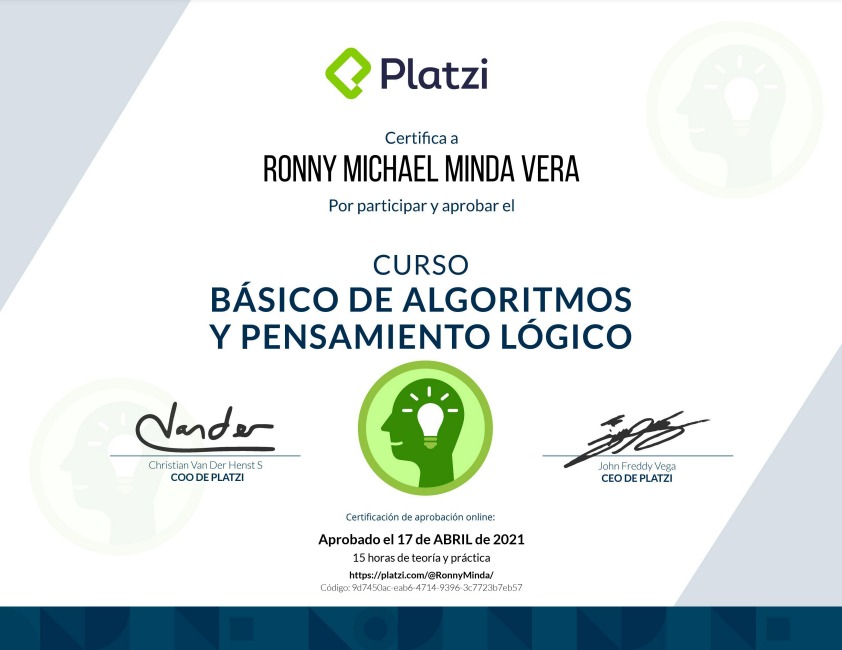 Platzi
Certifica a
RONNY MICHAEL MINDA VERA
Por participar y aprobar el
CURSO
BÁSICO DE ALGORITMOS
Y PENSAMIENTO LÓGICO
Vander
Christian Van Der Henst S
COO DE PLATZI
John Freddy Vega
CEO DE PLATZI
Certificación de aprobación online:
Aprobado el 17 de ABRIL de 2021
15 horas de teoría y práctica
https://platzi.com/@RonnyMinda/
Código: 9d7450ac-eab6-4714-9396-3c7723b7eb57